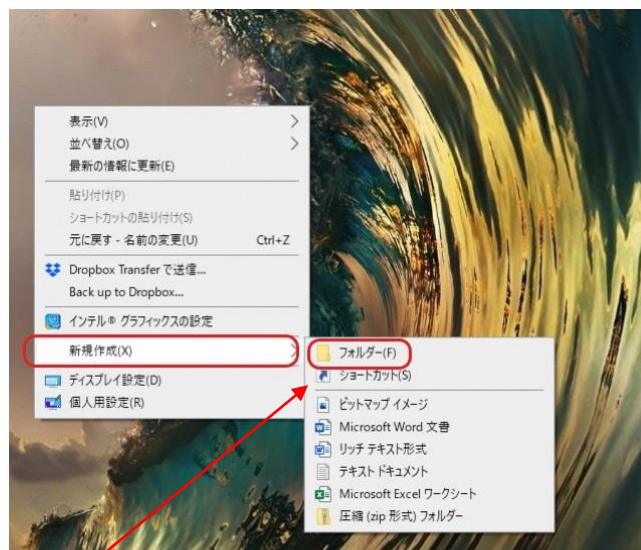 表示(V)
並べ替え(O)
最新の情報に更新(E)
貼り付け(P)
ショートカットの貼り付け(S)
元に戻す - 名前の変更(U) Ctrl+Z
Dropbox Transfer で送信...
Back up to Dropbox...
インテル® グラフィックスの設定
新規作成(X)
ディスプレイ設定(D)
個人用設定(R)
フォルダー(F)
ショートカット(S)
ビットマップ イメージ
Microsoft Word 文書
リッチ テキスト形式
テキスト ドキュメント
Microsoft Excel ワークシート
圧縮 (zip 形式) フォルダー